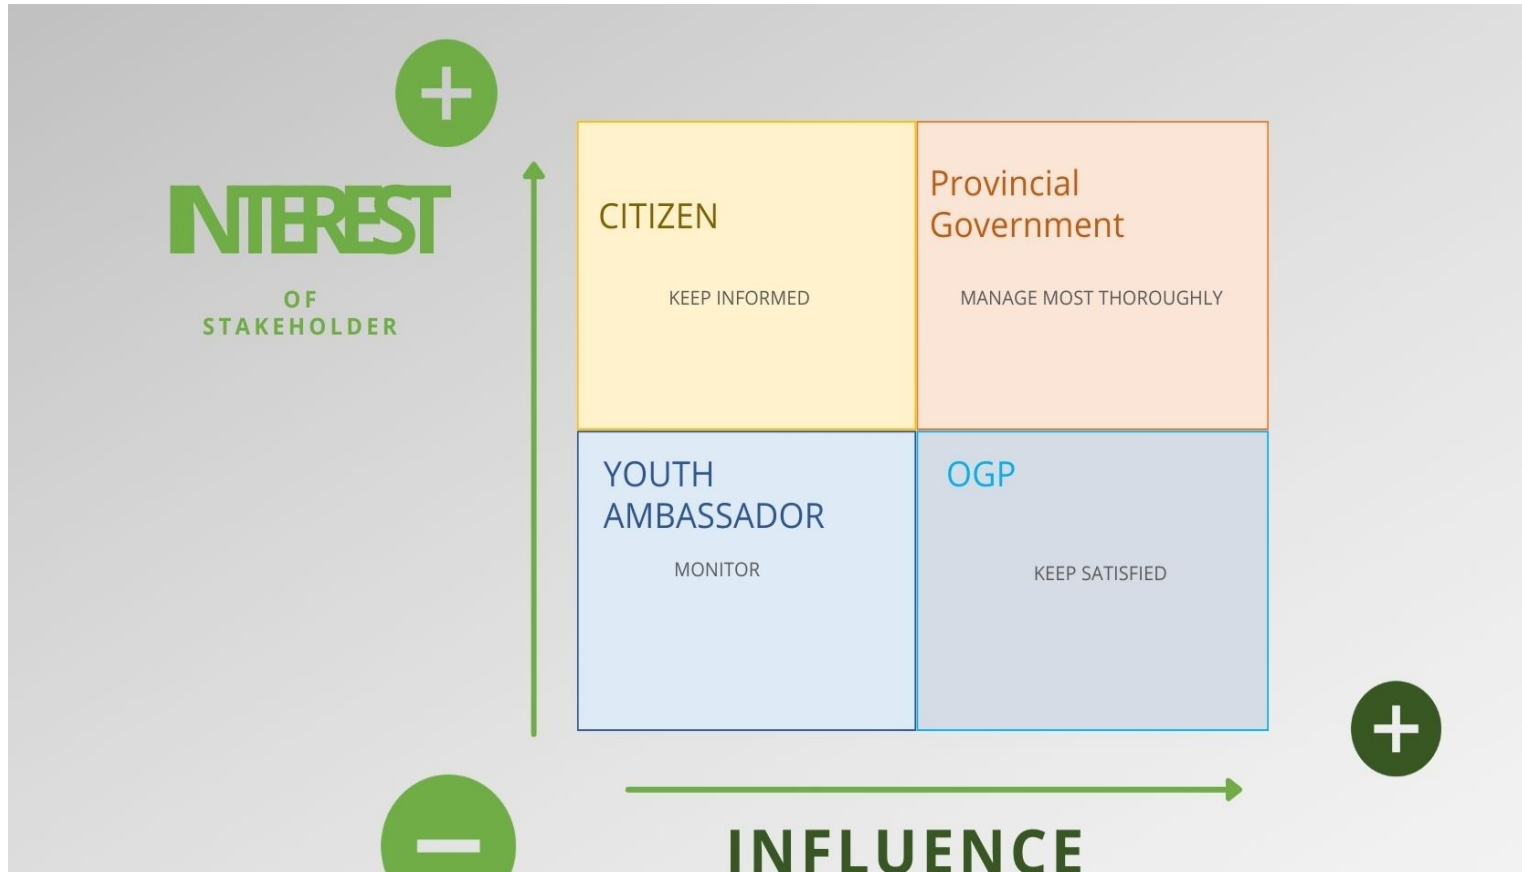 INTEREST
OF
STAKEHOLDER
CITIZEN
KEEP INFORMED
Provincial
Government
MANAGE MOST THOROUGHLY
YOUTH
AMBASSADOR
MONITOR
OGP
KEEP SATISFIED
INFLUENCE